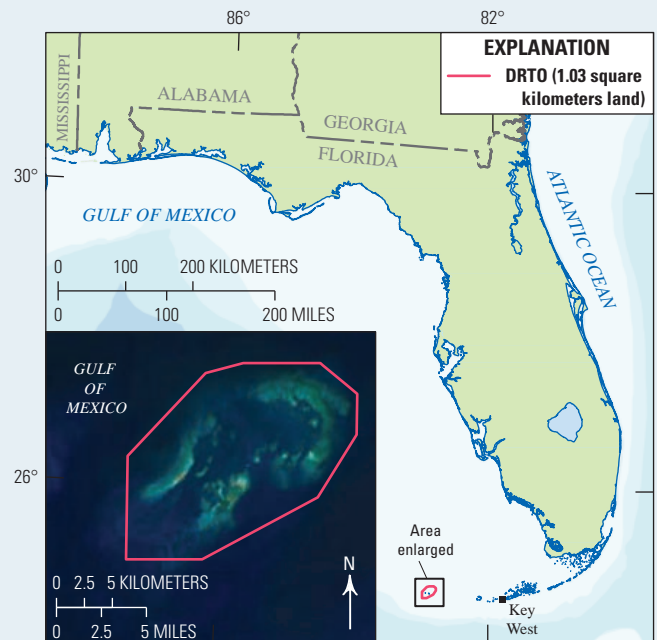 86°
82°
EXPLANATION
DRTO (1.03 square
kilometers land)
MISSISSIPPI
ALABAMA
GEORGIA
FLORIDA
30°
GULF OF MEXICO
ATLANTIC OCEAN
0 100 200 KILOMETERS
0 100 200 MILES
GULF
OF
MEXICO
26°
Area
enlarged
N
0 2.5 5 KILOMETERS
0 2.5 5 MILES
Key
West